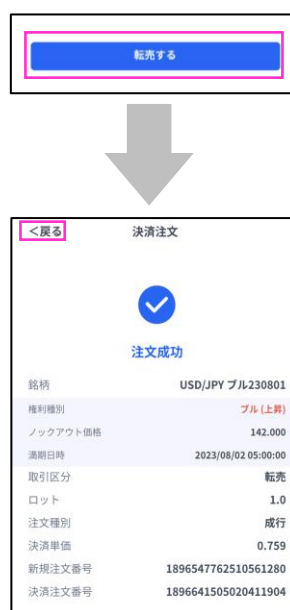 転売する
<戻る 決済注文
注文成功
銘柄 USD/JPY ブル230801
権利種別 ブル (上昇)
ノックアウト価格 142.000
満期日時 2023/08/02 05:00:00
取引区分 転売
ロット 1.0
注文種別 成行
決済単価 0.759
新規注文番号 1896547762510561280
決済注文番号 1896641505020411904